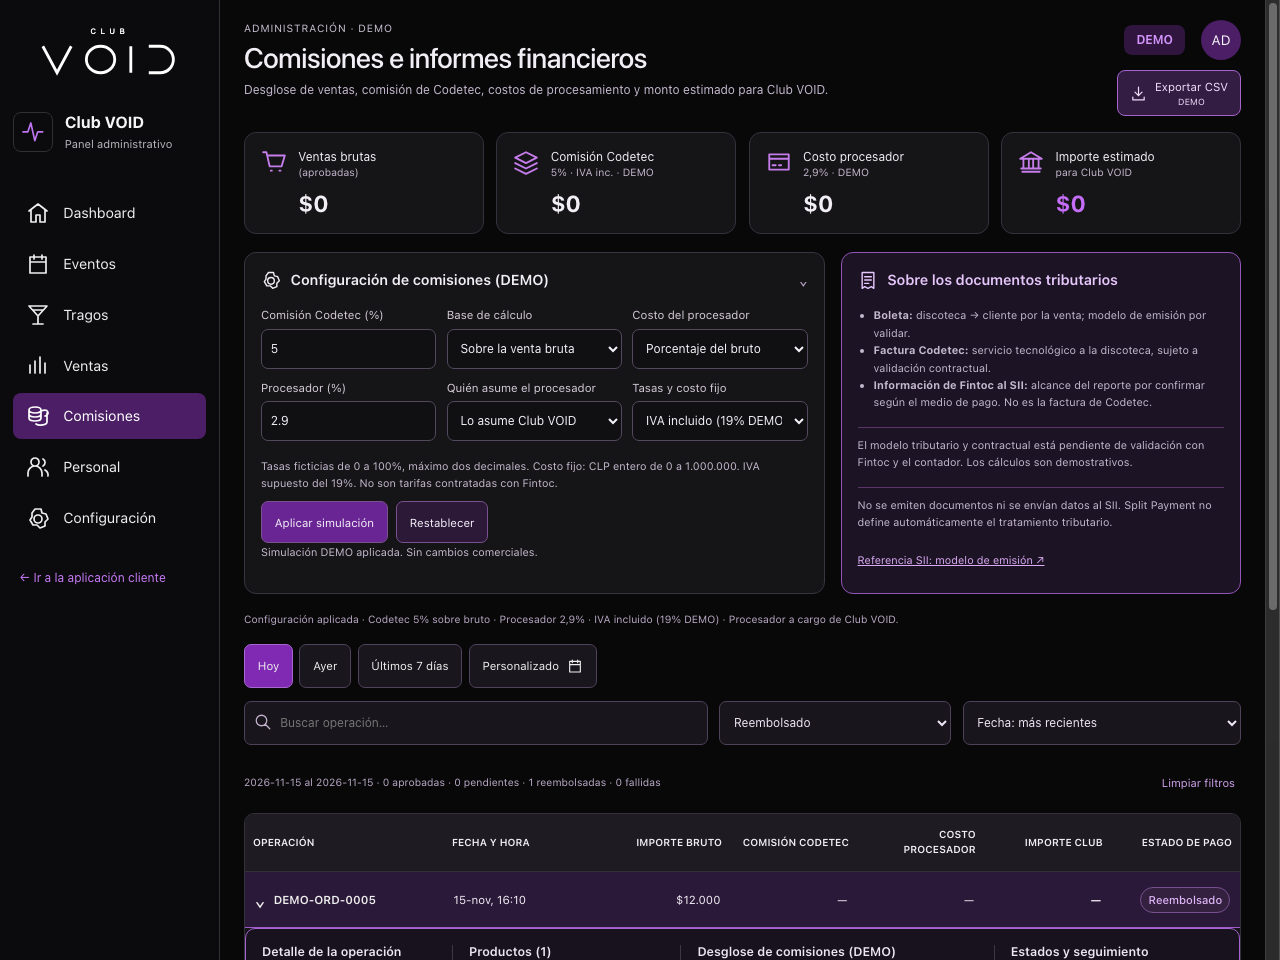 CLUB
VOID
Club VOID
Panel administrativo
Dashboard
Eventos
Tragos
Ventas
Comisiones
Personal
Configuración
← Ir a la aplicación cliente
ADMINISTRACIÓN · DEMO
Comisiones e informes financieros
Desglose de ventas, comisión de Codetec, costos de procesamiento y monto estimado para Club VOID.
DEMO
AD
Exportar CSV
DEMO
Ventas brutas
(aprobadas)
$0
Comisión Codetec
5% · IVA inc. · DEMO
$0
Costo procesador
2,9% · DEMO
$0
Importe estimado
para Club VOID
$0
Configuración de comisiones (DEMO)
Comisión Codetec (%)
Base de cálculo
Costo del procesador
5
Sobre la venta bruta
Porcentaje del bruto
Procesador (%)
Quién asume el procesador
Tasas y costo fijo
2.9
Lo asume Club VOID
IVA incluido (19% DEMO
Tasas ficticias de 0 a 100%, máximo dos decimales. Costo fijo: CLP entero de 0 a 1.000.000. IVA
supuesto del 19%. No son tarifas contratadas con Fintoc.
Aplicar simulación
Restablecer
Simulación DEMO aplicada. Sin cambios comerciales.
Sobre los documentos tributarios
• Boleta: discoteca → cliente por la venta; modelo de emisión por
validar.
• Factura Codetec: servicio tecnológico a la discoteca, sujeto a
validación contractual.
• Información de Fintoc al SII: alcance del reporte por confirmar
según el medio de pago. No es la factura de Codetec.
El modelo tributario y contractual está pendiente de validación con
Fintoc y el contador. Los cálculos son demostrativos.
No se emiten documentos ni se envían datos al SII. Split Payment no
define automáticamente el tratamiento tributario.
Referencia SII: modelo de emisión ↗
Configuración aplicada · Codetec 5% sobre bruto · Procesador 2,9% · IVA incluido (19% DEMO) · Procesador a cargo de Club VOID.
Hoy
Ayer
Últimos 7 días
Personalizado
Buscar operación...
Reembolsado
Fecha: más recientes
2026-11-15 al 2026-11-15 · 0 aprobadas · 0 pendientes · 1 reembolsadas · 0 fallidas
Limpiar filtros
OPERACIÓN
FECHA Y HORA
IMPORTE BRUTO
COMISIÓN CODETEC
COSTO
PROCESADOR
IMPORTE CLUB
ESTADO DE PAGO
DEMO-ORD-0005
15-nov, 16:10
$12.000
—
—
—
Reembolsado
Detalle de la operación
Productos (1)
Desglose de comisiones (DEMO)
Estados y seguimiento